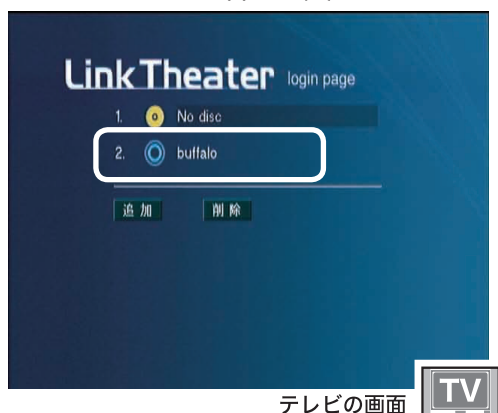 LinkTheater login page
1. No disc
2. buffalo
追加 削除
テレビの画面 TV